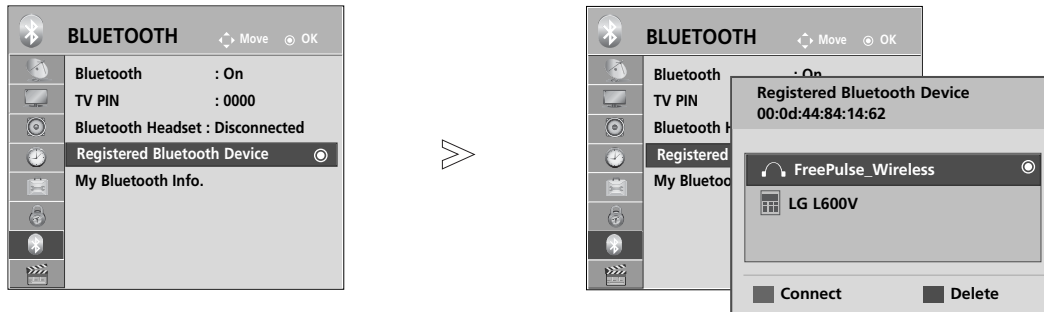 BLUETOOTH Move OK
Bluetooth : On
TV PIN : 0000
Bluetooth Headset : Disconnected
Registered Bluetooth Device
My Bluetooth Info.
BLUETOOTH Move OK
Bluetooth : On
TV PIN
Bluetooth H
Registered
My Bluetoo
Registered Bluetooth Device
00:0d:44:84:14:62
FreePulse_Wireless
LG L600V
Connect Delete